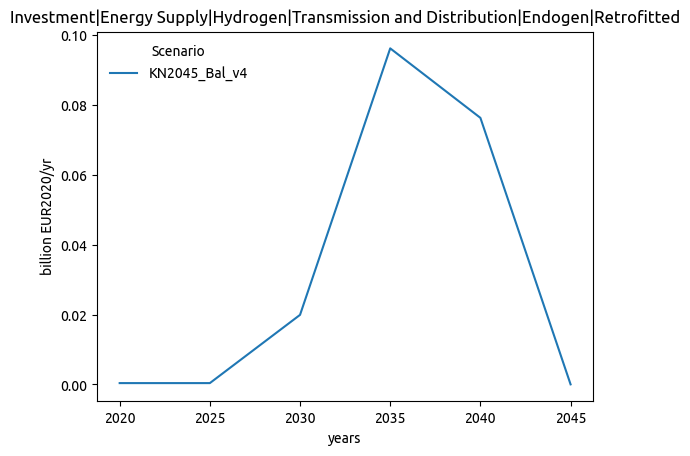 Investment|Energy Supply|Hydrogen|Transmission and Distribution|Endogen|Retrofitted
Scenario
KN2045_Bal_v4
billion EUR2020/yr
0.10
0.08
0.06
0.04
0.02
0.00
2020 2025 2030 2035 2040 2045
years